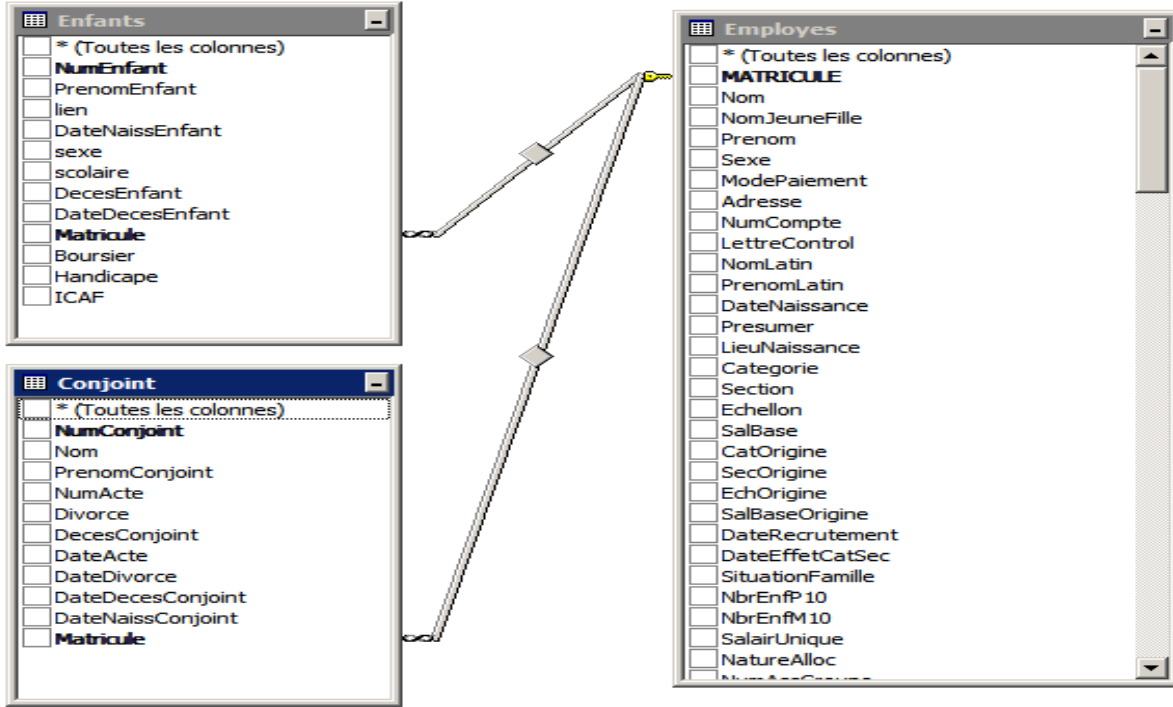 Enfants
* (Toutes les colonnes)
NumEnfant
PrenomEnfant
lien
DateNaissEnfant
sexe
scolaire
DecesEnfant
DateDecesEnfant
Matricule
Boursier
Handicape
ICAF
Conjoint
* (Toutes les colonnes)
NumConjoint
Nom
PrenomConjoint
NumActe
Divorce
DecesConjoint
DateActe
DateDivorce
DateDecesConjoint
DateNaissConjoint
Matricule
Employes
* (Toutes les colonnes)
MATRICULE
Nom
NomJeuneFille
Prenom
Sexe
ModePaiement
Adresse
NumCompte
LettreControl
NomLatin
PrenomLatin
DateNaissance
Presumer
LieuNaissance
Categorie
Section
Echellon
SalBase
CatOrigine
SecOrigine
EchOrigine
SalBaseOrigine
DateRecrutement
DateEffetCatSec
SituationFamille
NbrEnfP10
NbrEnfM10
SalairUnique
NatureAlloc